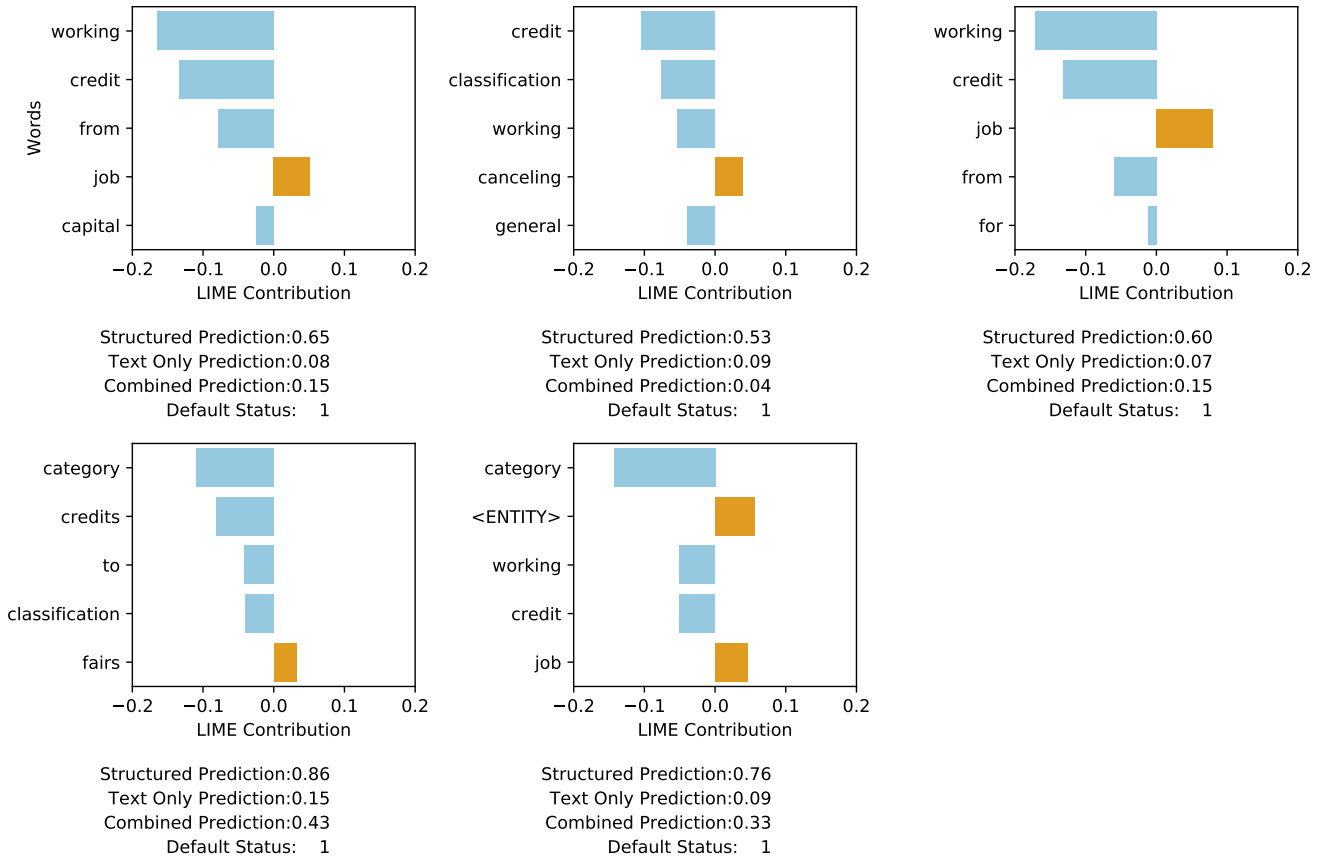 Words
working
credit
from
job
capital
−0.2 −0.1 0.0 0.1 0.2
LIME Contribution
Structured Prediction:0.65
Text Only Prediction:0.08
Combined Prediction:0.15
Default Status: 1
credit
classification
working
canceling
general
−0.2 −0.1 0.0 0.1 0.2
LIME Contribution
Structured Prediction:0.53
Text Only Prediction:0.09
Combined Prediction:0.04
Default Status: 1
working
credit
job
from
for
−0.2 −0.1 0.0 0.1 0.2
LIME Contribution
Structured Prediction:0.60
Text Only Prediction:0.07
Combined Prediction:0.15
Default Status: 1
category
credits
to
classification
fairs
−0.2 −0.1 0.0 0.1 0.2
LIME Contribution
Structured Prediction:0.86
Text Only Prediction:0.15
Combined Prediction:0.43
Default Status: 1
category
<ENTITY>
working
credit
job
−0.2 −0.1 0.0 0.1 0.2
LIME Contribution
Structured Prediction:0.76
Text Only Prediction:0.09
Combined Prediction:0.33
Default Status: 1